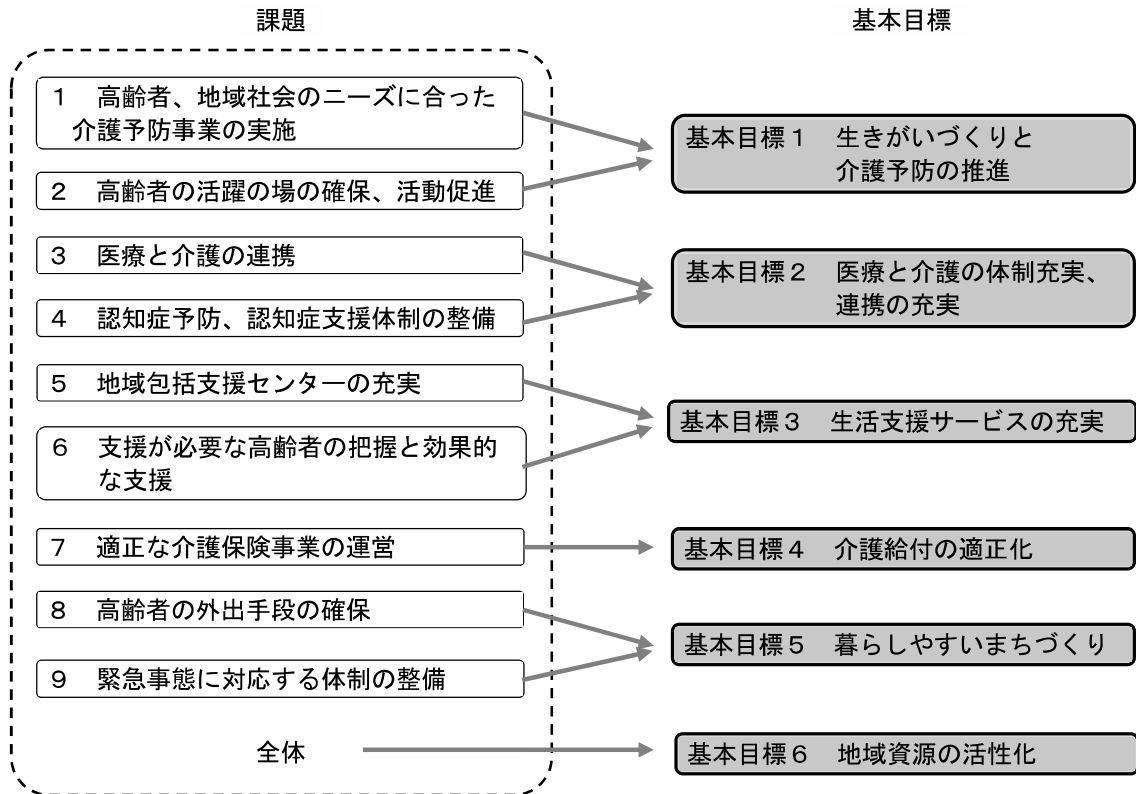 課題
基本目標
1 高齢者、地域社会のニーズに合った
介護予防事業の実施
2 高齢者の活躍の場の確保、活動促進
3 医療と介護の連携
4 認知症予防、認知症支援体制の整備
5 地域包括支援センターの充実
6 支援が必要な高齢者の把握と効果的
な支援
7 適正な介護保険事業の運営
8 高齢者の外出手段の確保
9 緊急事態に対応する体制の整備
全体
基本目標1 生きがいづくりと
介護予防の推進
基本目標2 医療と介護の体制充実、
連携の充実
基本目標3 生活支援サービスの充実
基本目標4 介護給付の適正化
基本目標5 暮らしやすいまちづくり
基本目標6 地域資源の活性化